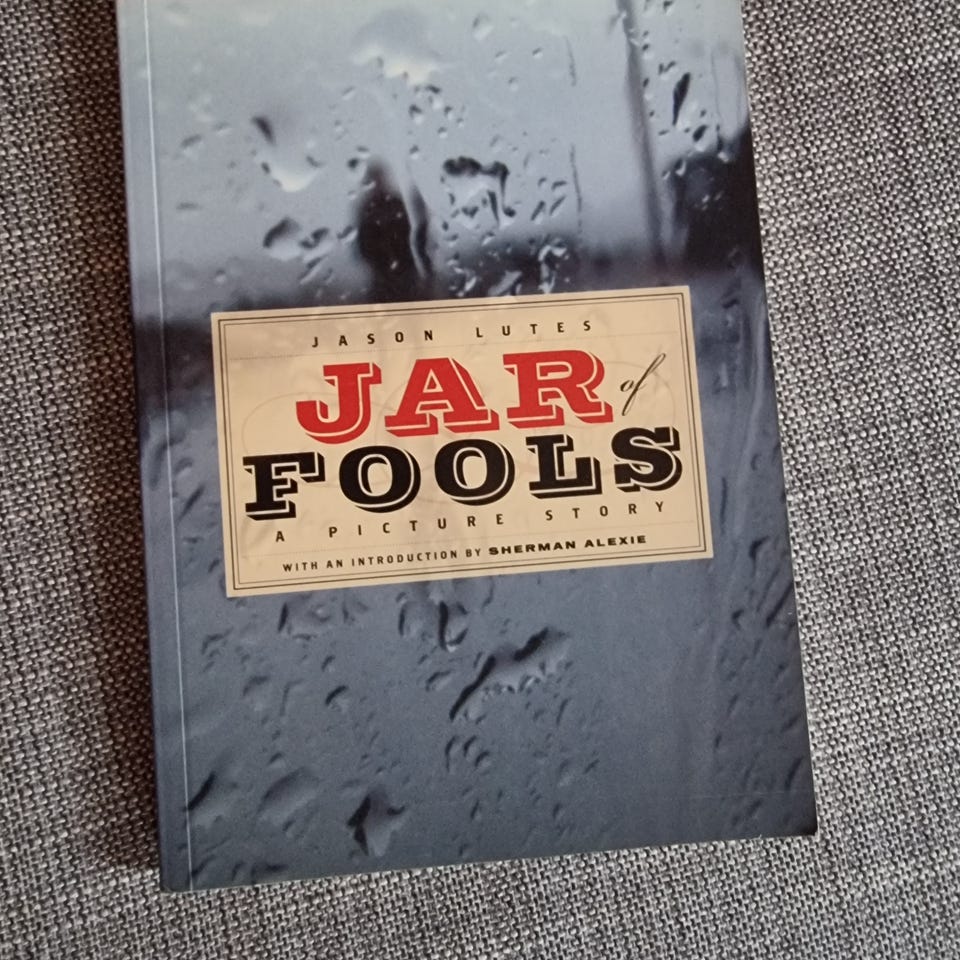 JASON LUTES
JAR of
FOOLS
A PICTURE STORY
WITH AN INTRODUCTION BY SHERMAN ALEXIE